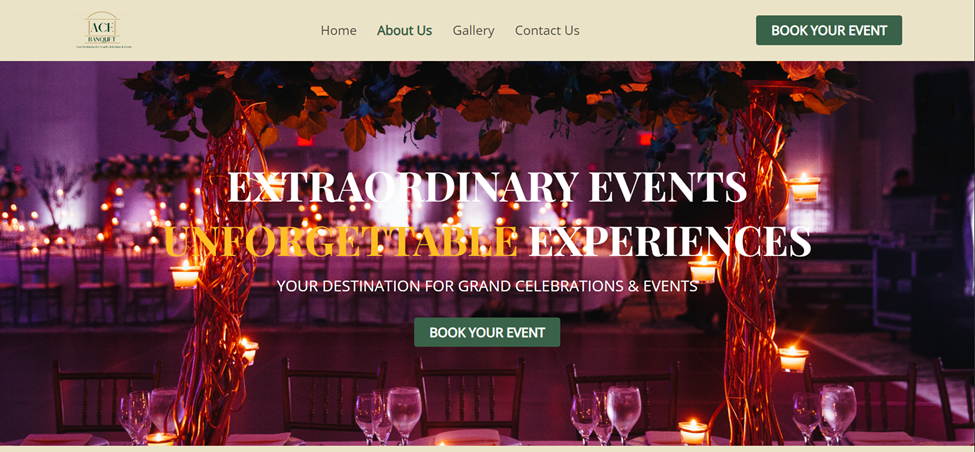 ACE
BANQUET
Home
About Us
Gallery
Contact Us
BOOK YOUR EVENT
EXTRAORDINARY EVENTS
UNFORGETTABLE EXPERIENCES
YOUR DESTINATION FOR GRAND CELEBRATIONS & EVENTS
BOOK YOUR EVENT